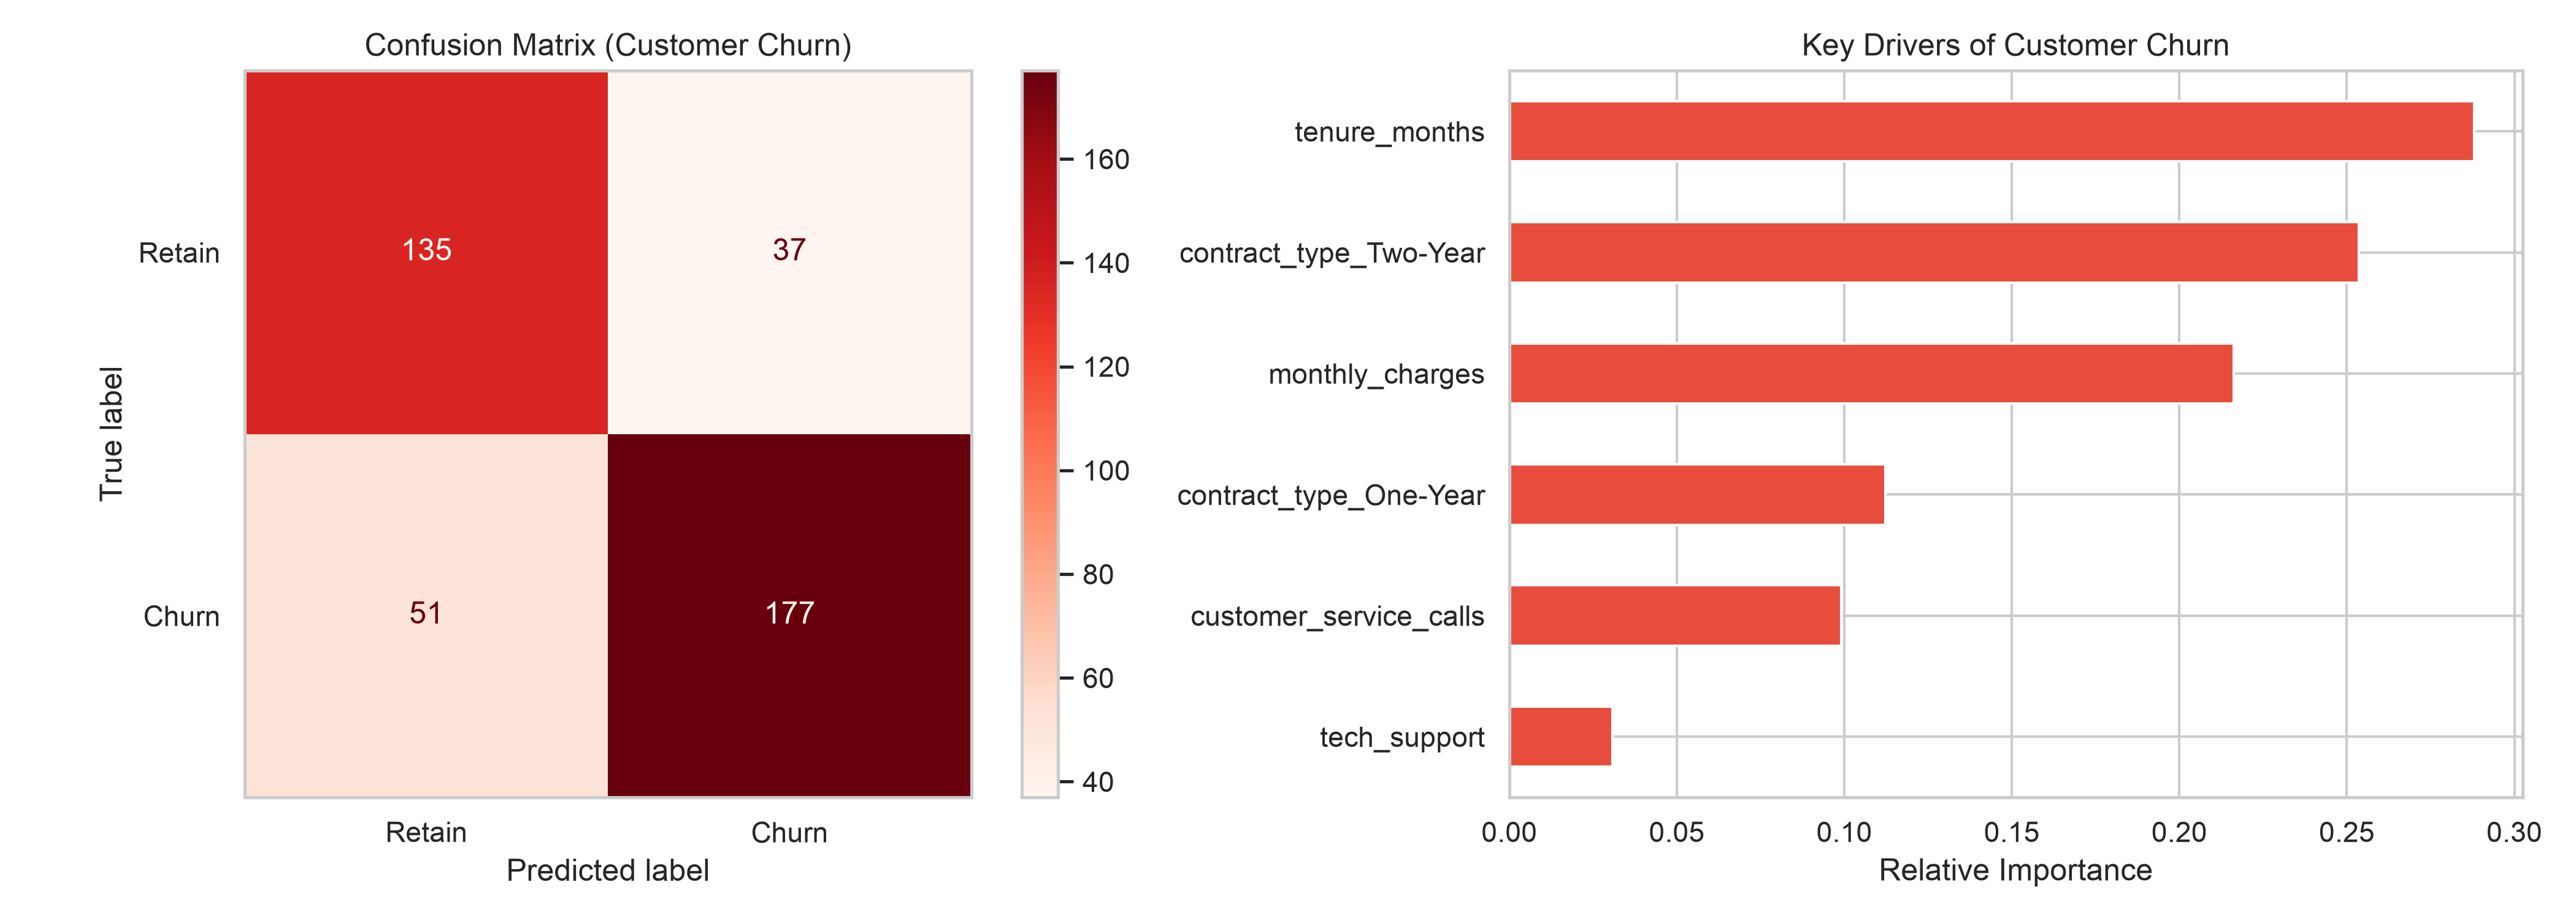 Confusion Matrix (Customer Churn)
True label
Retain
Churn
135
37
51
177
Retain
Churn
Predicted label
160
140
120
100
80
60
40
Key Drivers of Customer Churn
tenure_months
contract_type_Two-Year
monthly_charges
contract_type_One-Year
customer_service_calls
tech_support
0.00 0.05 0.10 0.15 0.20 0.25 0.30
Relative Importance